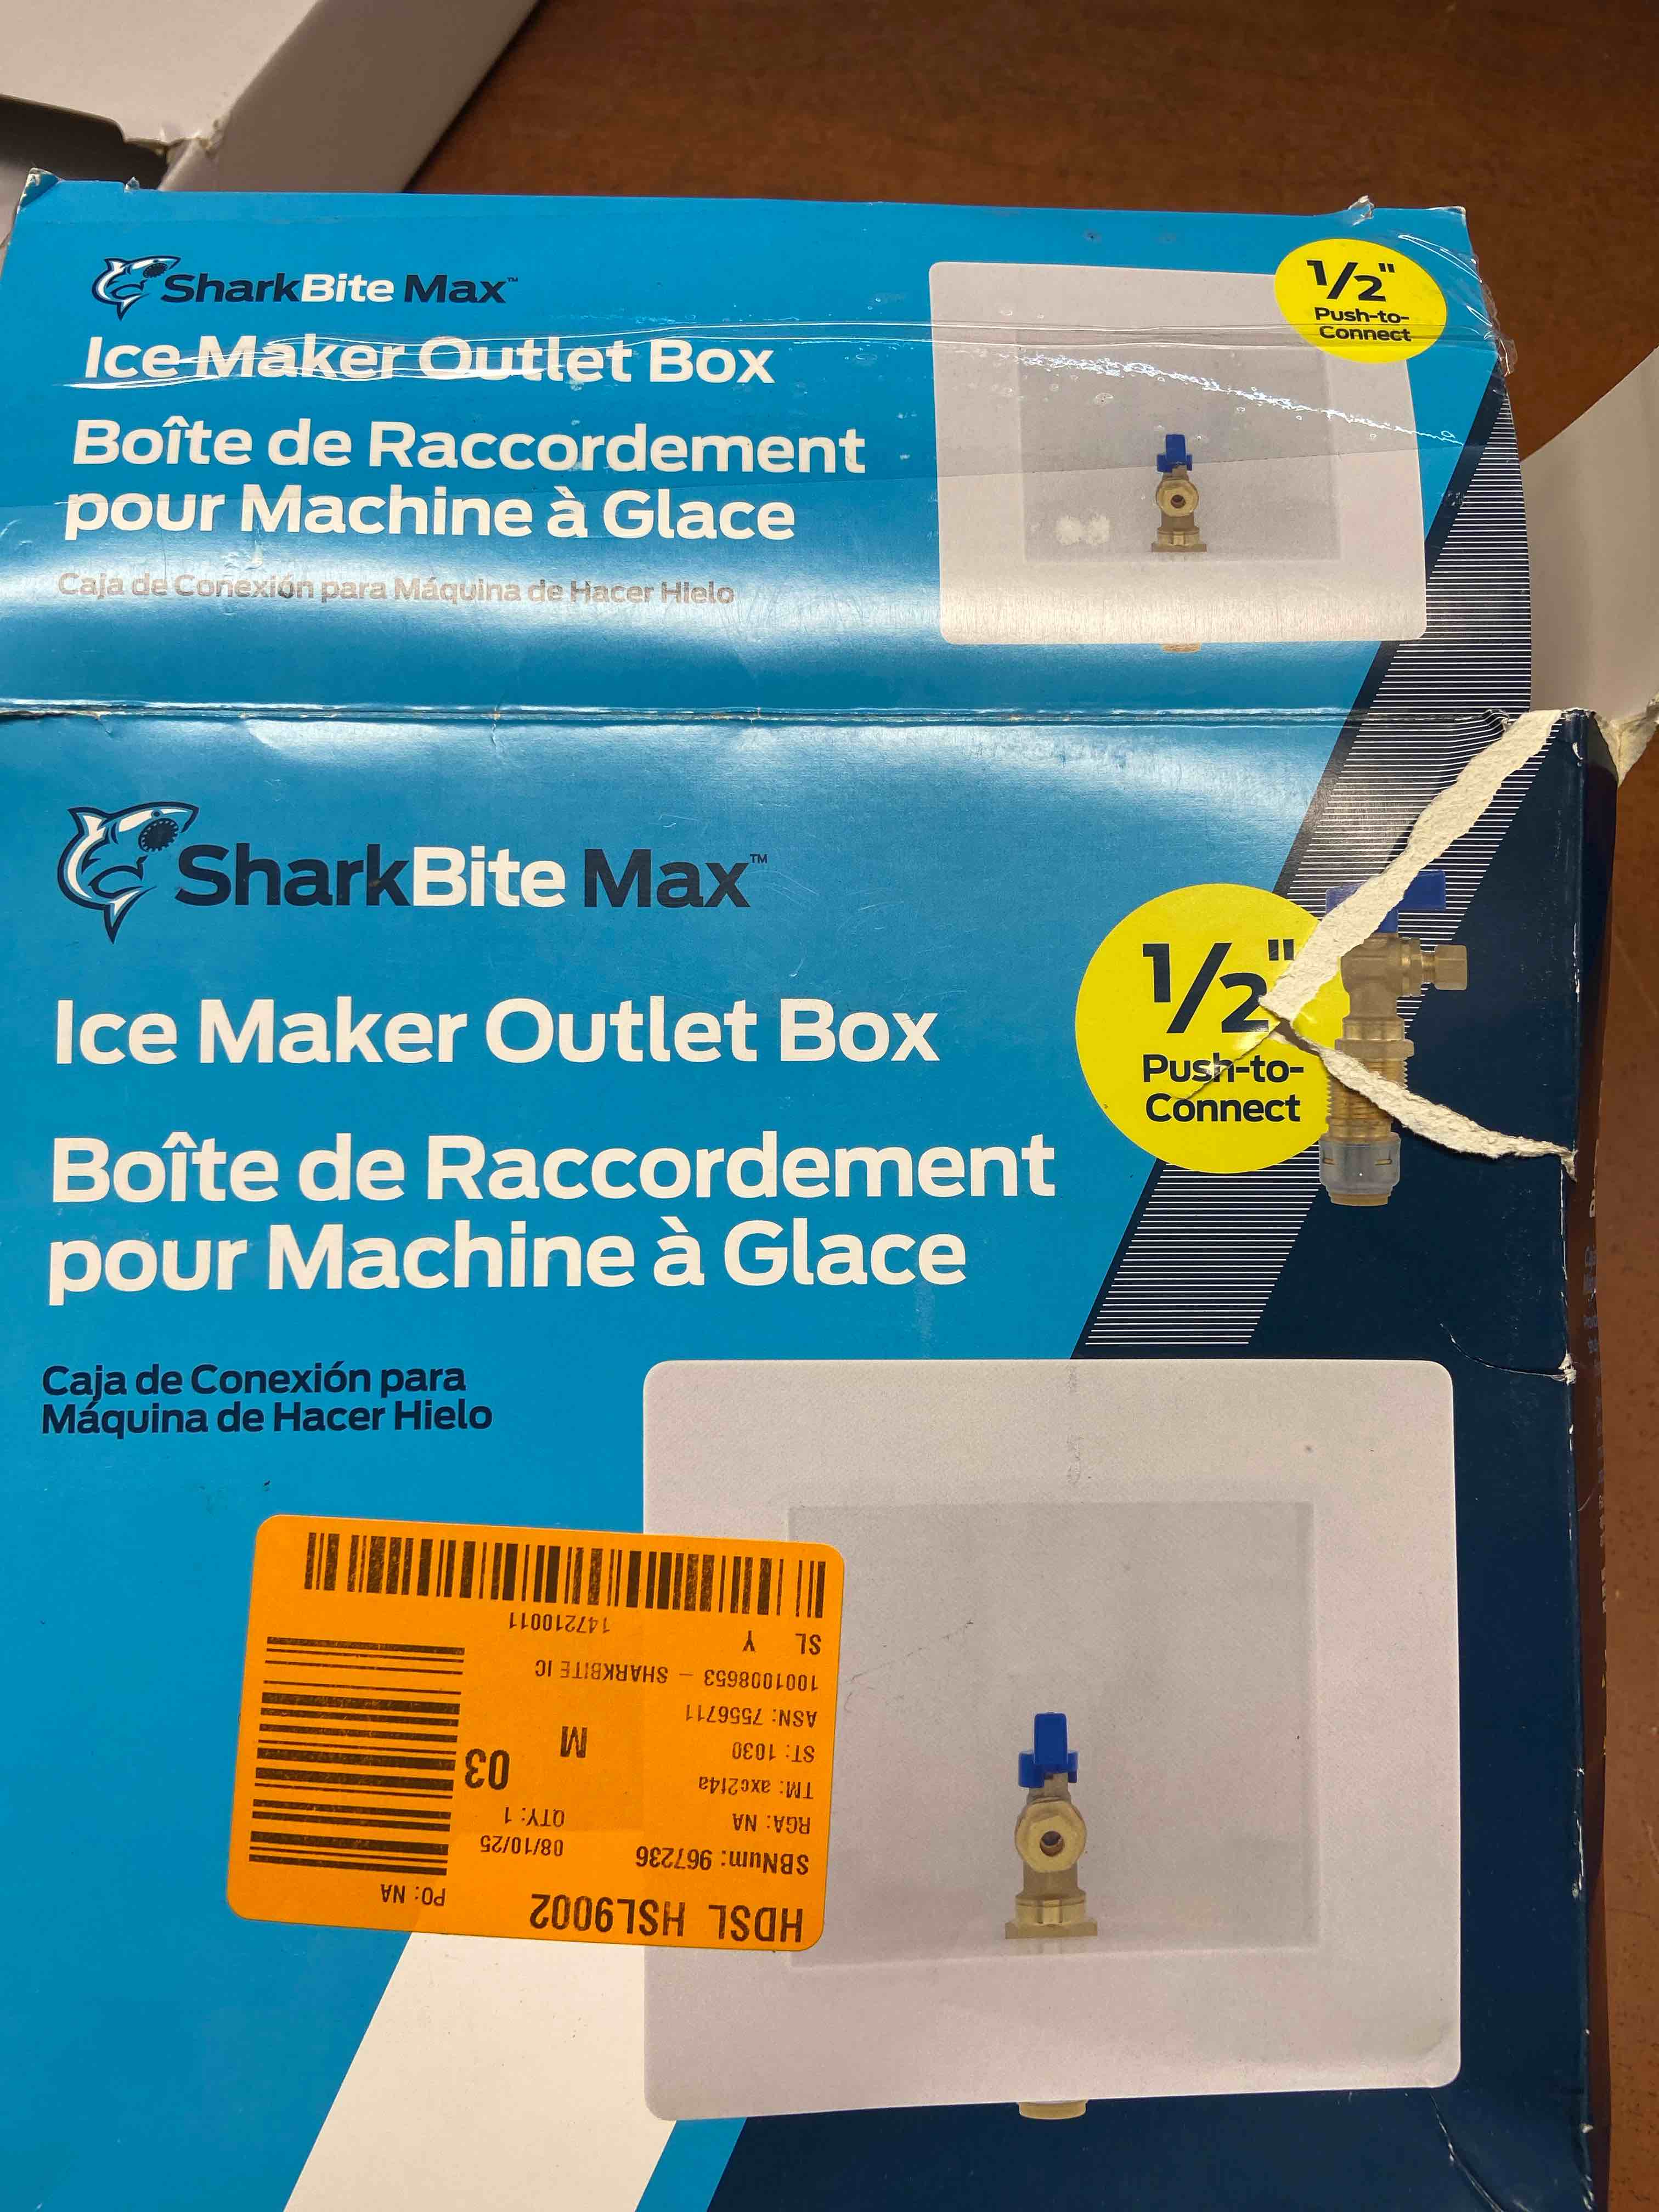 SharkBite Max™
Ice Maker Outlet Box
Boîte de Raccordement
pour Machine à Glace
Caja de Conexión para Máquina de Hacer Hielo
1/2"
Push-to-
Connect
SharkBite Max™
Ice Maker Outlet Box
Boîte de Raccordement
pour Machine à Glace
Caja de Conexión para
Máquina de Hacer Hielo
1/2"
Push-to-
Connect
HDSL HSL9002
PO: NA
SBNum: 967236
08/10/25
RGA: NA
QTY: 1
TM: axc2f4a
03
ST: 1030
M
ASN: 7556711
1001008653 - SHARKBITE IC
SL Y
147210011